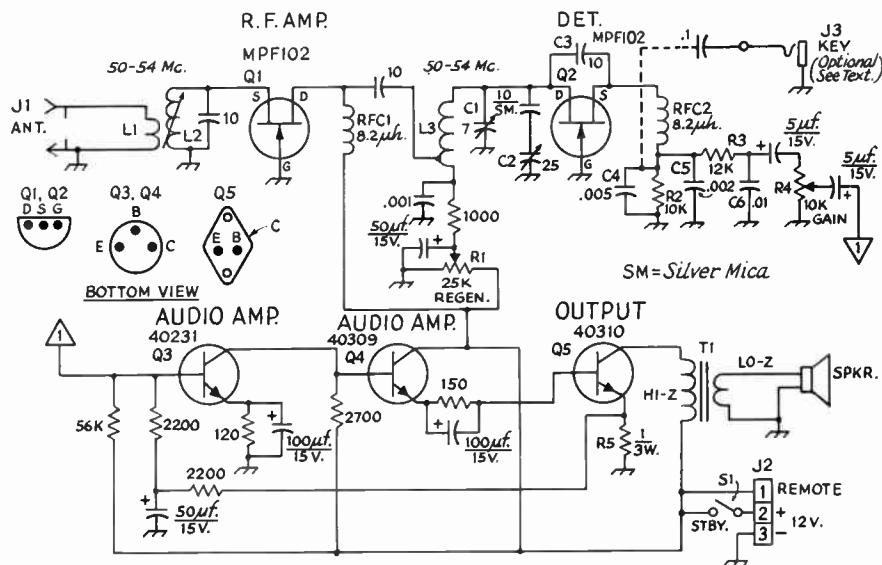 R.F. AMP.
DET.
MPF102
MPF102
50-54 Mc.
50-54 Mc.
Q1
S
D
G
10
10
J1
ANT.
L1
L2
RFC1
8.2µh.
L3
C1
7
10
SM.
C2
25
C3
10
Q2
D
S
G
.1
J3
KEY
(Optional)
See Text.
RFC2
8.2µh.
R3
12K
5µf.
15V.
5µf.
15V.
C4
.005
R2
10K
C5
.002
C6
.01
R4
10K
GAIN
1
.001
1000
50µf.
15V.
R1
25K
REGEN.
SM=Silver Mica
Q1, Q2
D S G
Q3, Q4
B
E
C
Q5
E B
C
BOTTOM VIEW
AUDIO AMP.
40231
Q3
AUDIO AMP.
40309
Q4
OUTPUT
40310
Q5
1
56K
2200
120
100µf.
15V.
2700
150
100µf.
15V.
2200
50µf.
15V.
R5
1
3W.
T1
HI-Z
LO-Z
SPKR.
J2
S1
1 REMOTE
2 +
3 −
12V.
STBY.